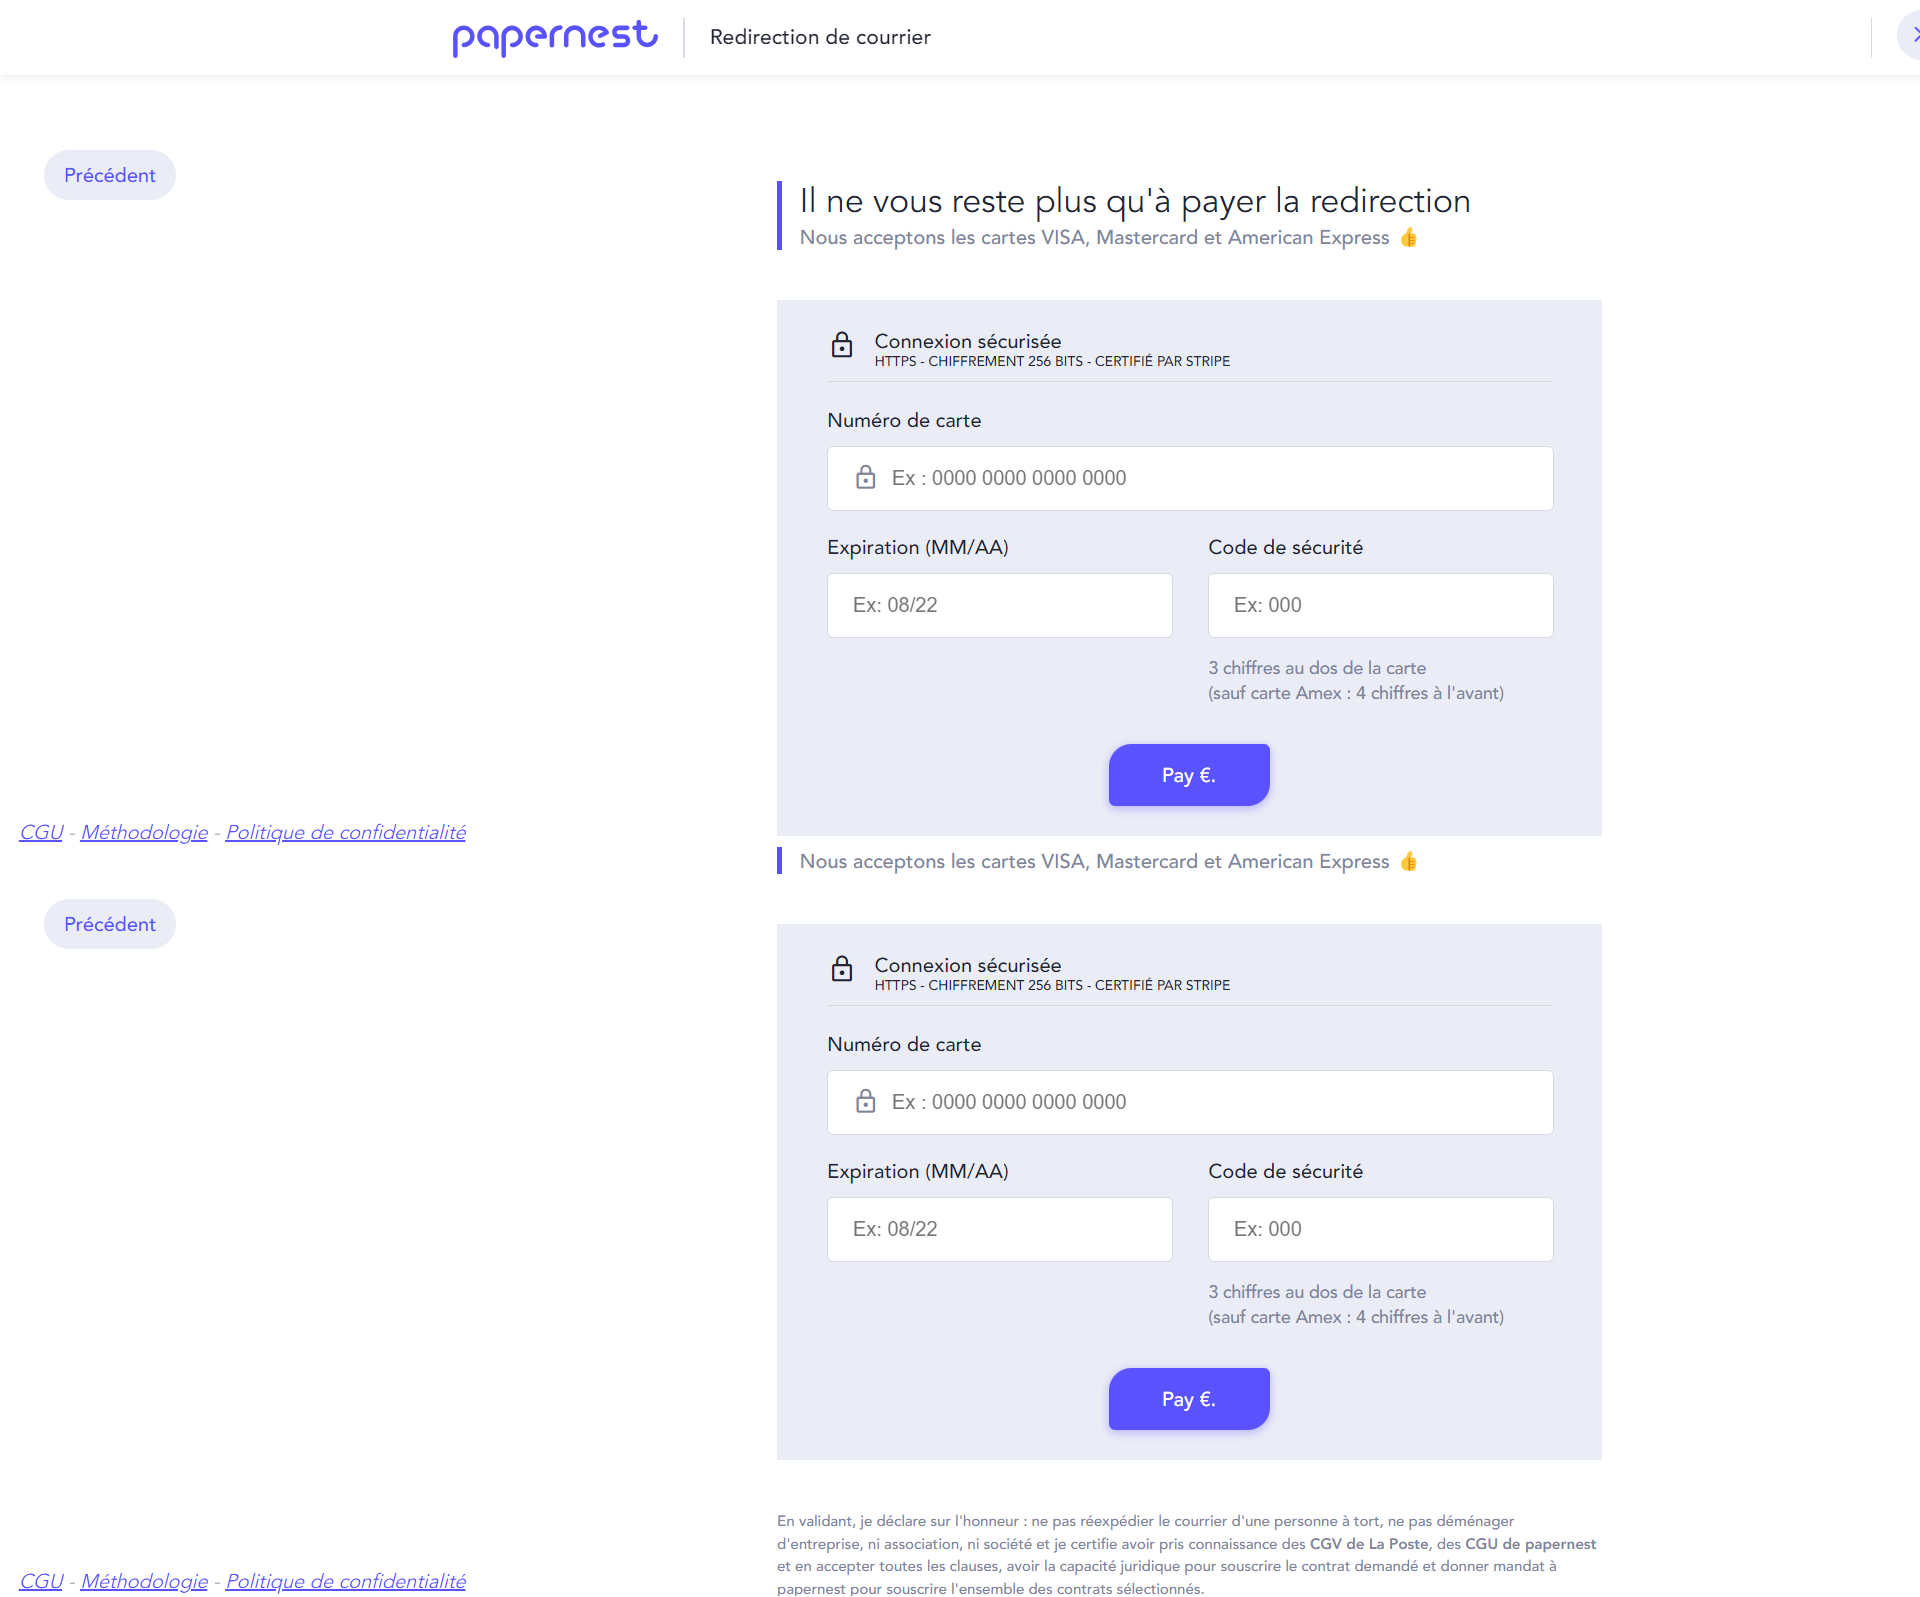 papernest
Redirection de courrier
Précédent
Il ne vous reste plus qu'à payer la redirection
Nous acceptons les cartes VISA, Mastercard et American Express 👍
Connexion sécurisée
HTTPS - CHIFFREMENT 256 BITS - CERTIFIÉ PAR STRIPE
Numéro de carte
Ex : 0000 0000 0000 0000
Expiration (MM/AA)
Code de sécurité
Ex: 08/22
Ex: 000
3 chiffres au dos de la carte
(sauf carte Amex : 4 chiffres à l'avant)
Pay €.
CGU - Méthodologie - Politique de confidentialité
Nous acceptons les cartes VISA, Mastercard et American Express 👍
Précédent
Connexion sécurisée
HTTPS - CHIFFREMENT 256 BITS - CERTIFIÉ PAR STRIPE
Numéro de carte
Ex : 0000 0000 0000 0000
Expiration (MM/AA)
Code de sécurité
Ex: 08/22
Ex: 000
3 chiffres au dos de la carte
(sauf carte Amex : 4 chiffres à l'avant)
Pay €.
En validant, je déclare sur l'honneur : ne pas réexpédier le courrier d'une personne à tort, ne pas déménager
d'entreprise, ni association, ni société et je certifie avoir pris connaissance des CGV de La Poste, des CGU de papernest
et en accepter toutes les clauses, avoir la capacité juridique pour souscrire le contrat demandé et donner mandat à
papernest pour souscrire l'ensemble des contrats sélectionnés.
CGU - Méthodologie - Politique de confidentialité